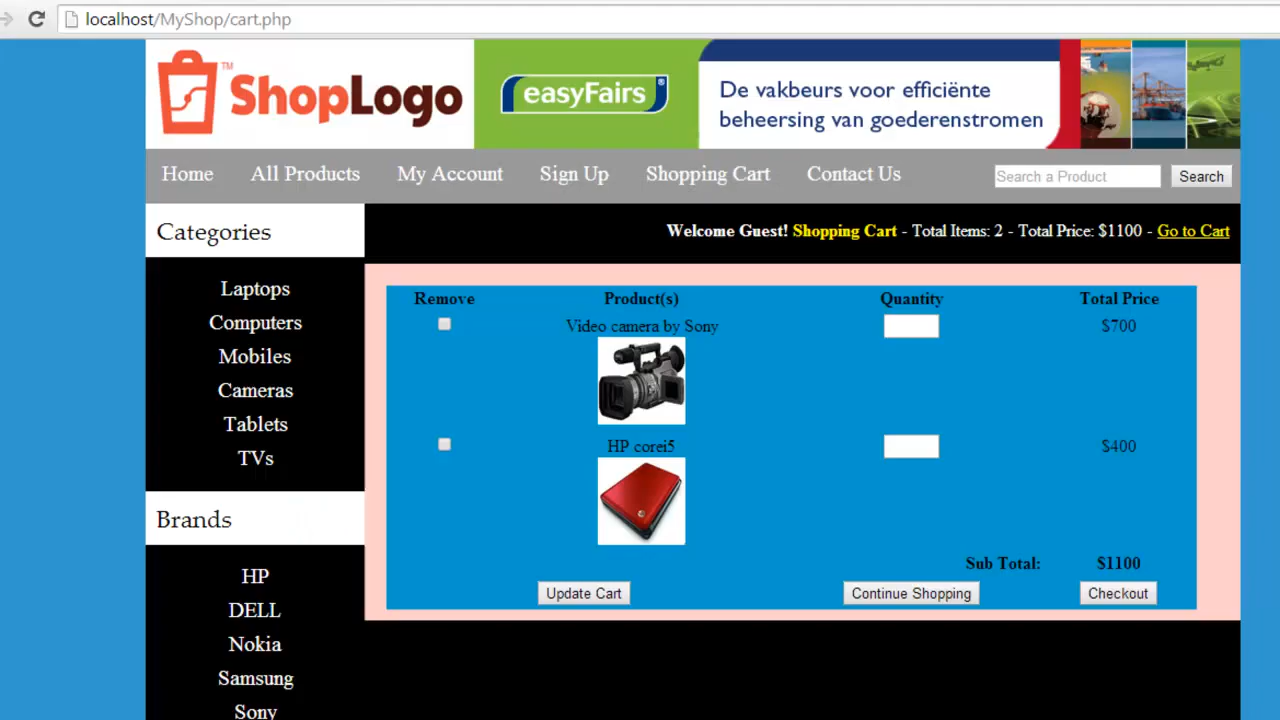 localhost/MyShop/cart.php
ShopLogo™
easyFairs®
De vakbeurs voor efficiënte
beheersing van goederenstromen
Home All Products My Account Sign Up Shopping Cart Contact Us Search a Product Search
Categories
Welcome Guest! Shopping Cart - Total Items: 2 - Total Price: $1100 - Go to Cart
Laptops
Computers
Mobiles
Cameras
Tablets
TVs
Brands
HP
DELL
Nokia
Samsung
Sony
Remove Product(s) Quantity Total Price
Video camera by Sony $700
HP corei5 $400
Sub Total: $1100
Update Cart Continue Shopping Checkout